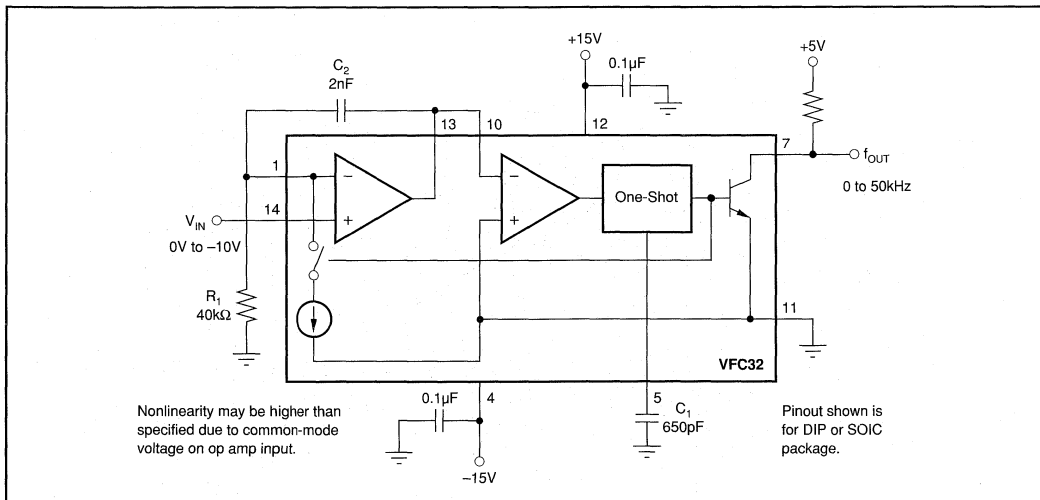 +15V
+5V
C2
2nF
0.1µF
13
10
12
7
1
fOUT
0 to 50kHz
One-Shot
14
VIN
0V to –10V
R1
40kΩ
11
VFC32
0.1µF
4
5
C1
650pF
–15V
Nonlinearity may be higher than
specified due to common-mode
voltage on op amp input.
Pinout shown is
for DIP or SOIC
package.